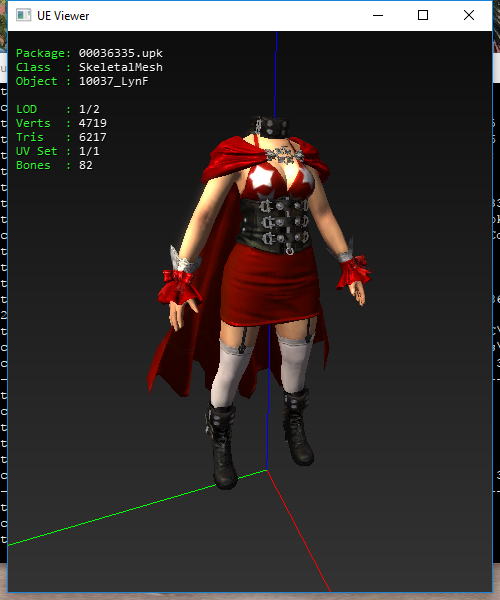 UE Viewer
Package: 00036335.upk
Class : SkeletalMesh
Object : 10037_LynF
LOD : 1/2
Verts : 4719
Tris : 6217
UV Set : 1/1
Bones : 82